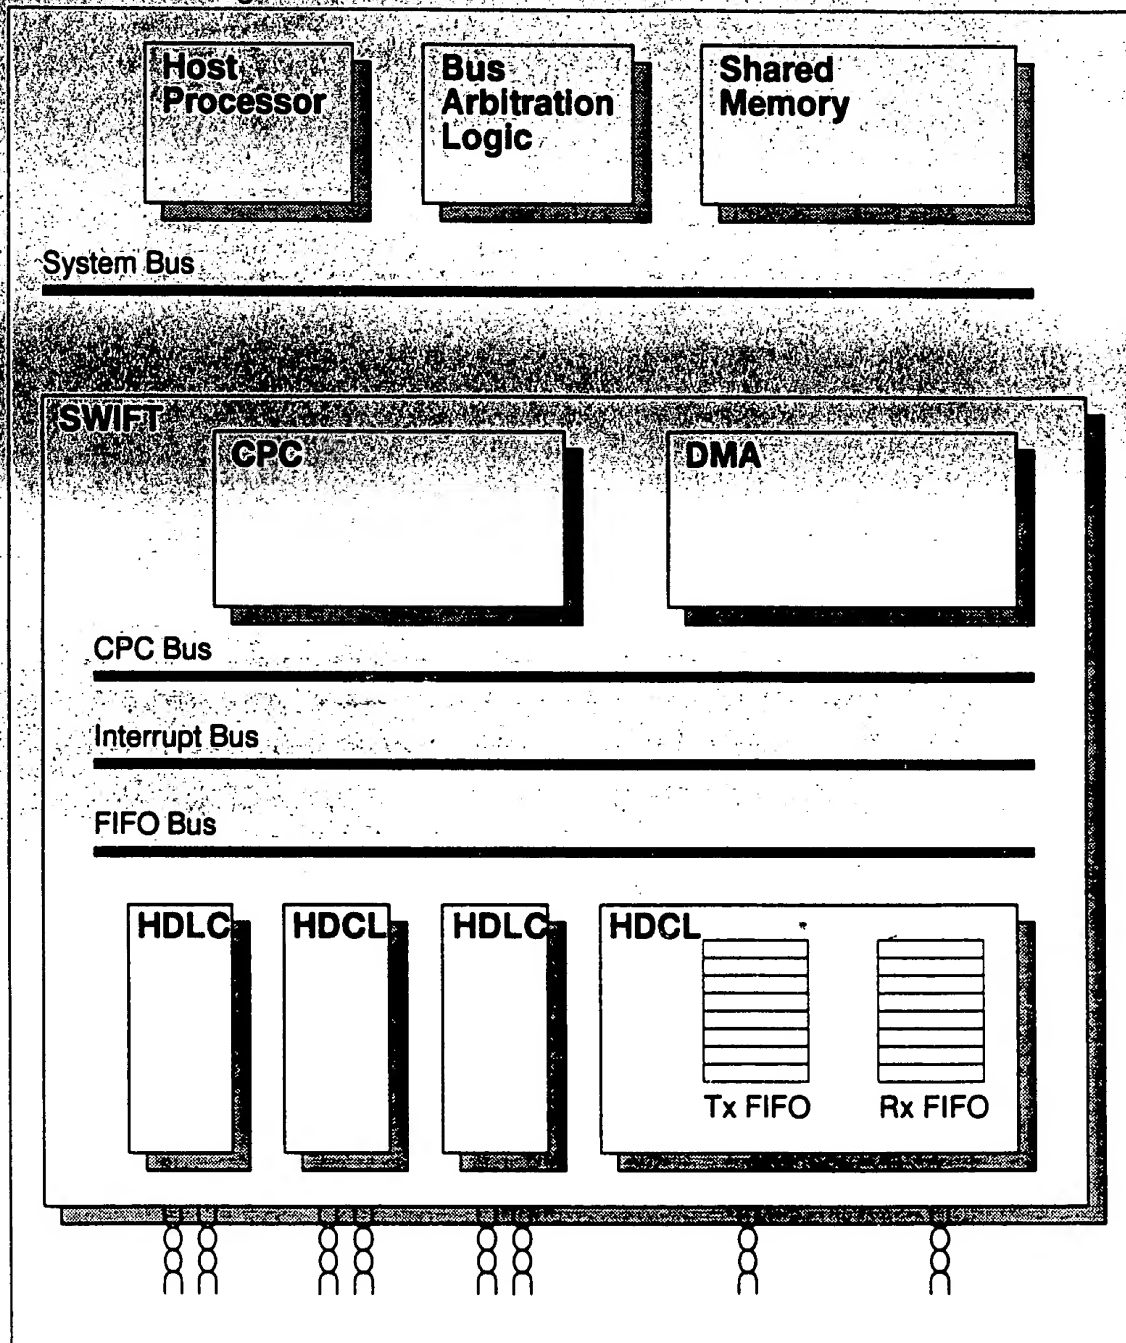 Host
Processor
Bus
Arbitration
Logic
Shared
Memory
System Bus
SWIFT
CPC
DMA
CPC Bus
Interrupt Bus
FIFO Bus
HDLC
HDCL
HDLC
HDCL
Tx FIFO
Rx FIFO